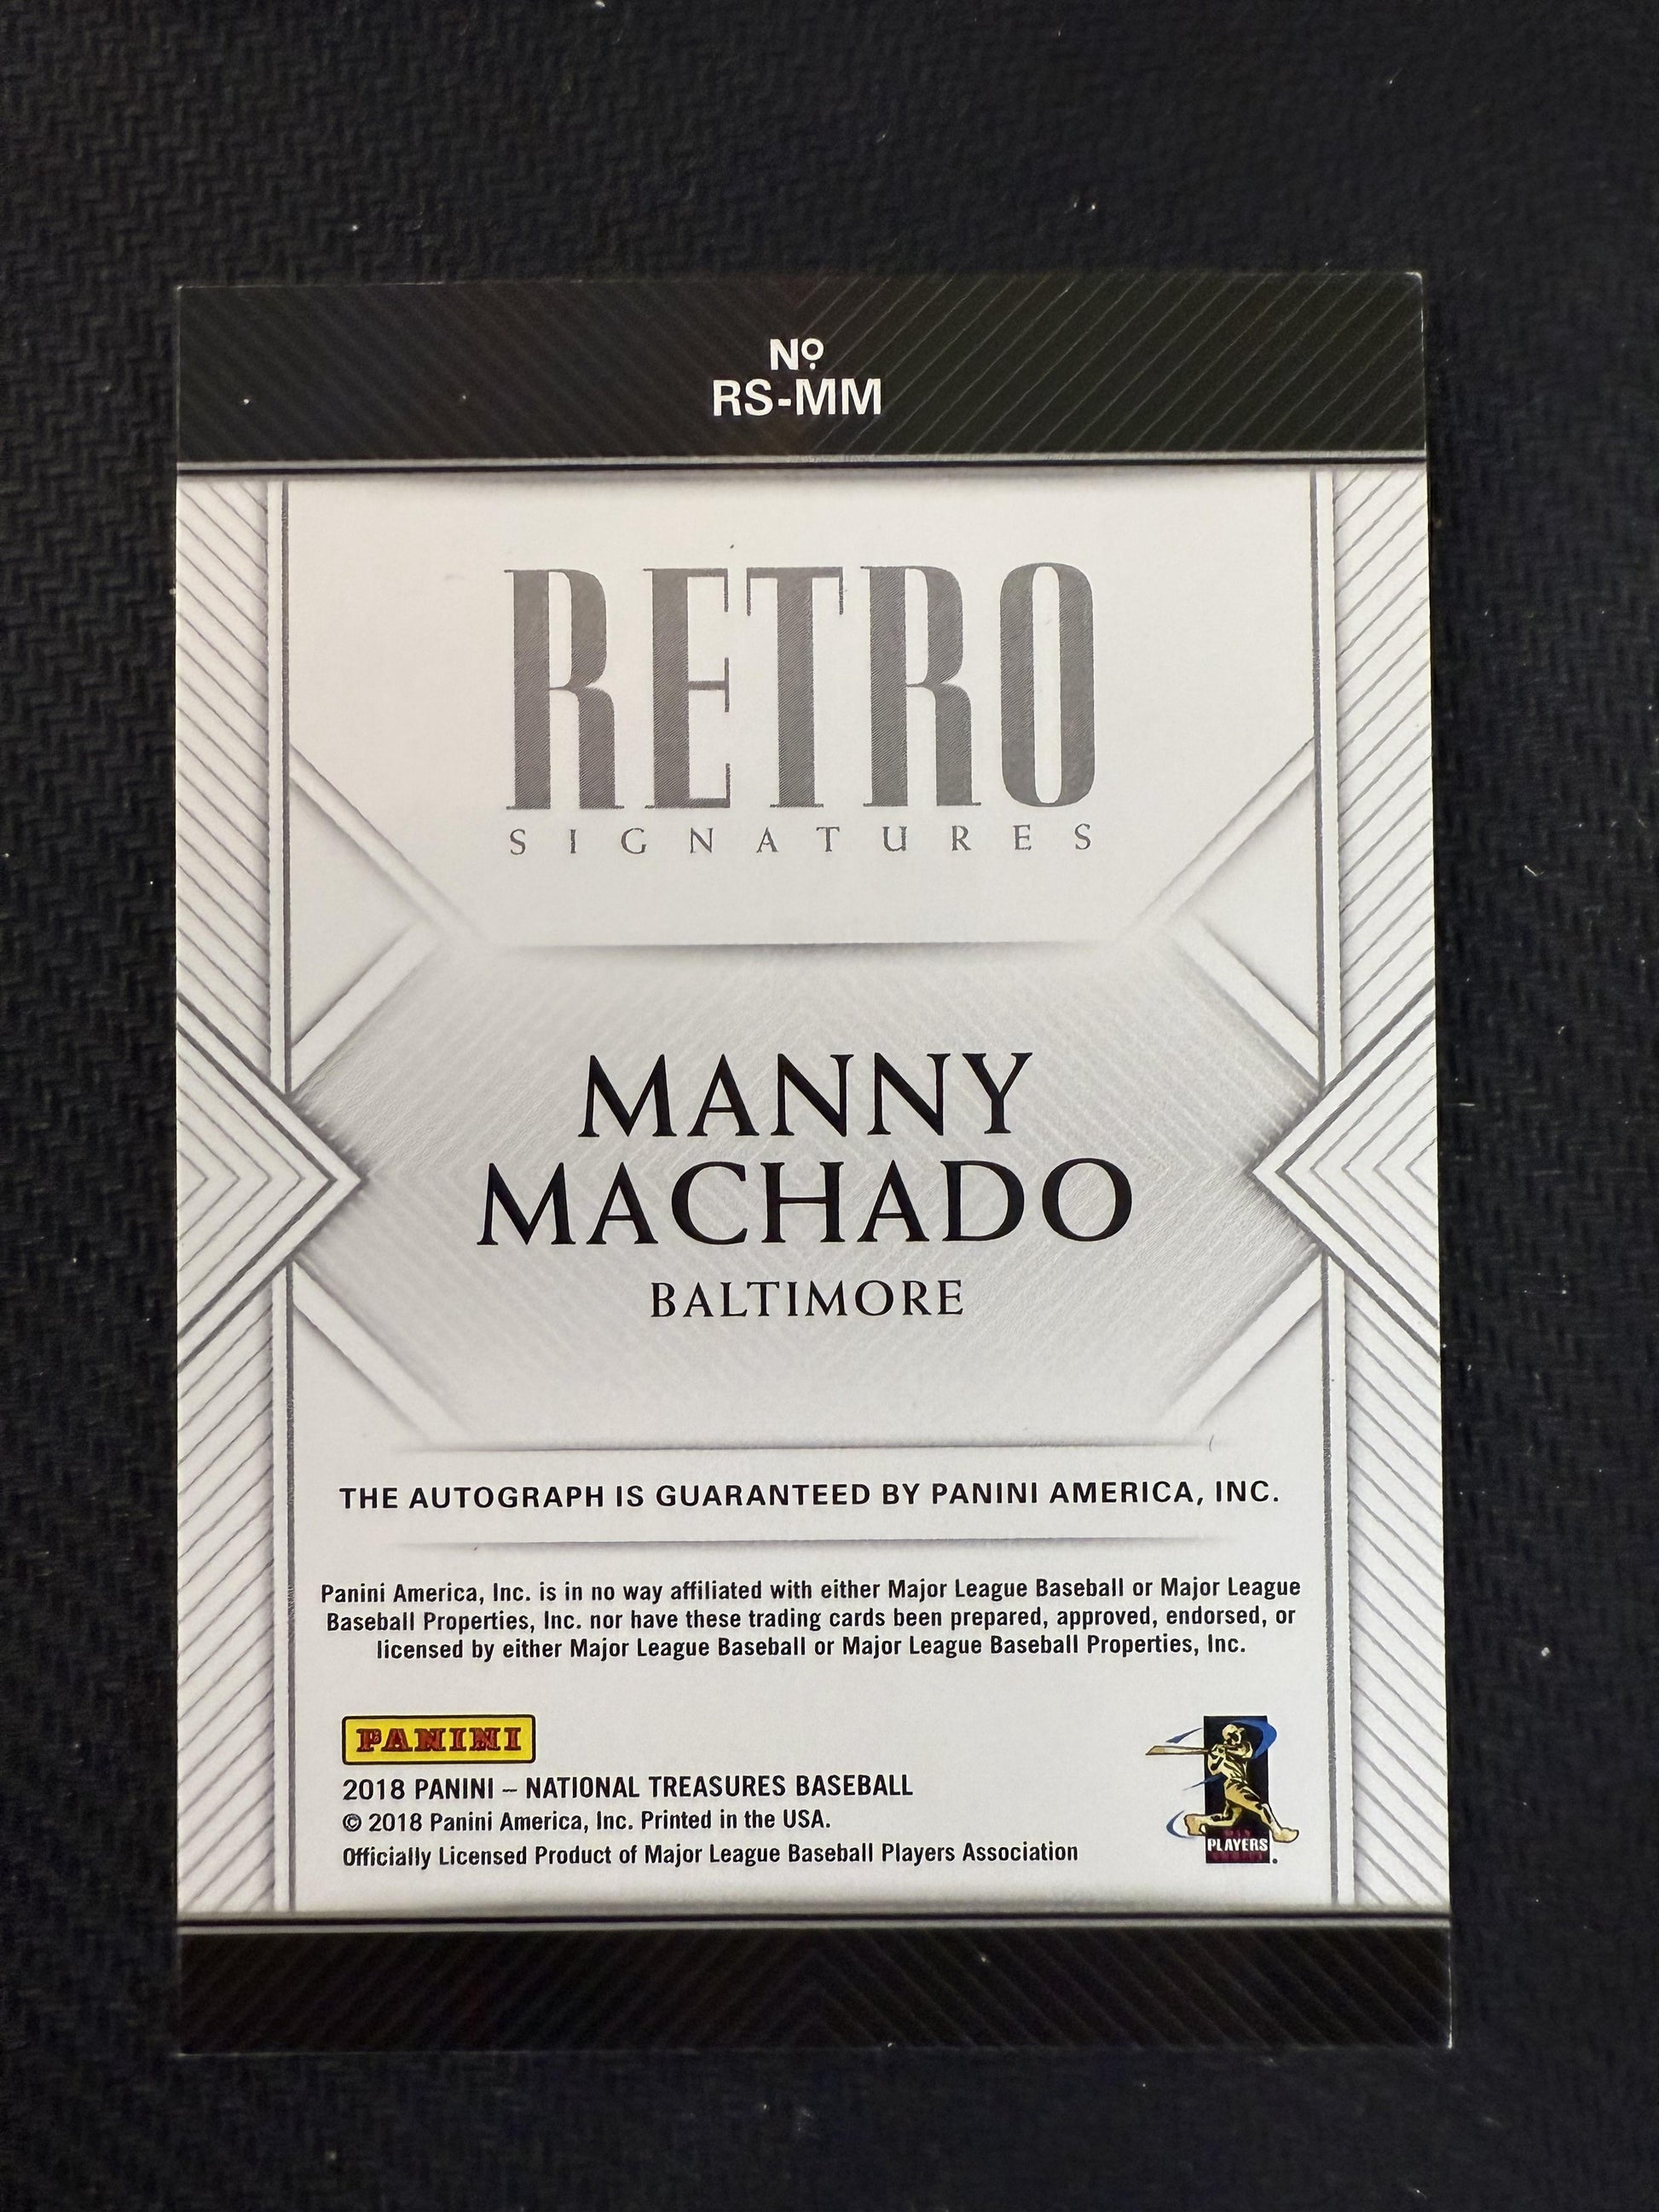 Nº
RS-MM
RETRO
SIGNATURES
MANNY
MACHADO
BALTIMORE
THE AUTOGRAPH IS GUARANTEED BY PANINI AMERICA, INC.
Panini America, Inc. is in no way affiliated with either Major League Baseball or Major League
Baseball Properties, Inc. nor have these trading cards been prepared, approved, endorsed, or
licensed by either Major League Baseball or Major League Baseball Properties, Inc.
PANINI
2018 PANINI – NATIONAL TREASURES BASEBALL
© 2018 Panini America, Inc. Printed in the USA.
Officially Licensed Product of Major League Baseball Players Association
PLAYERS